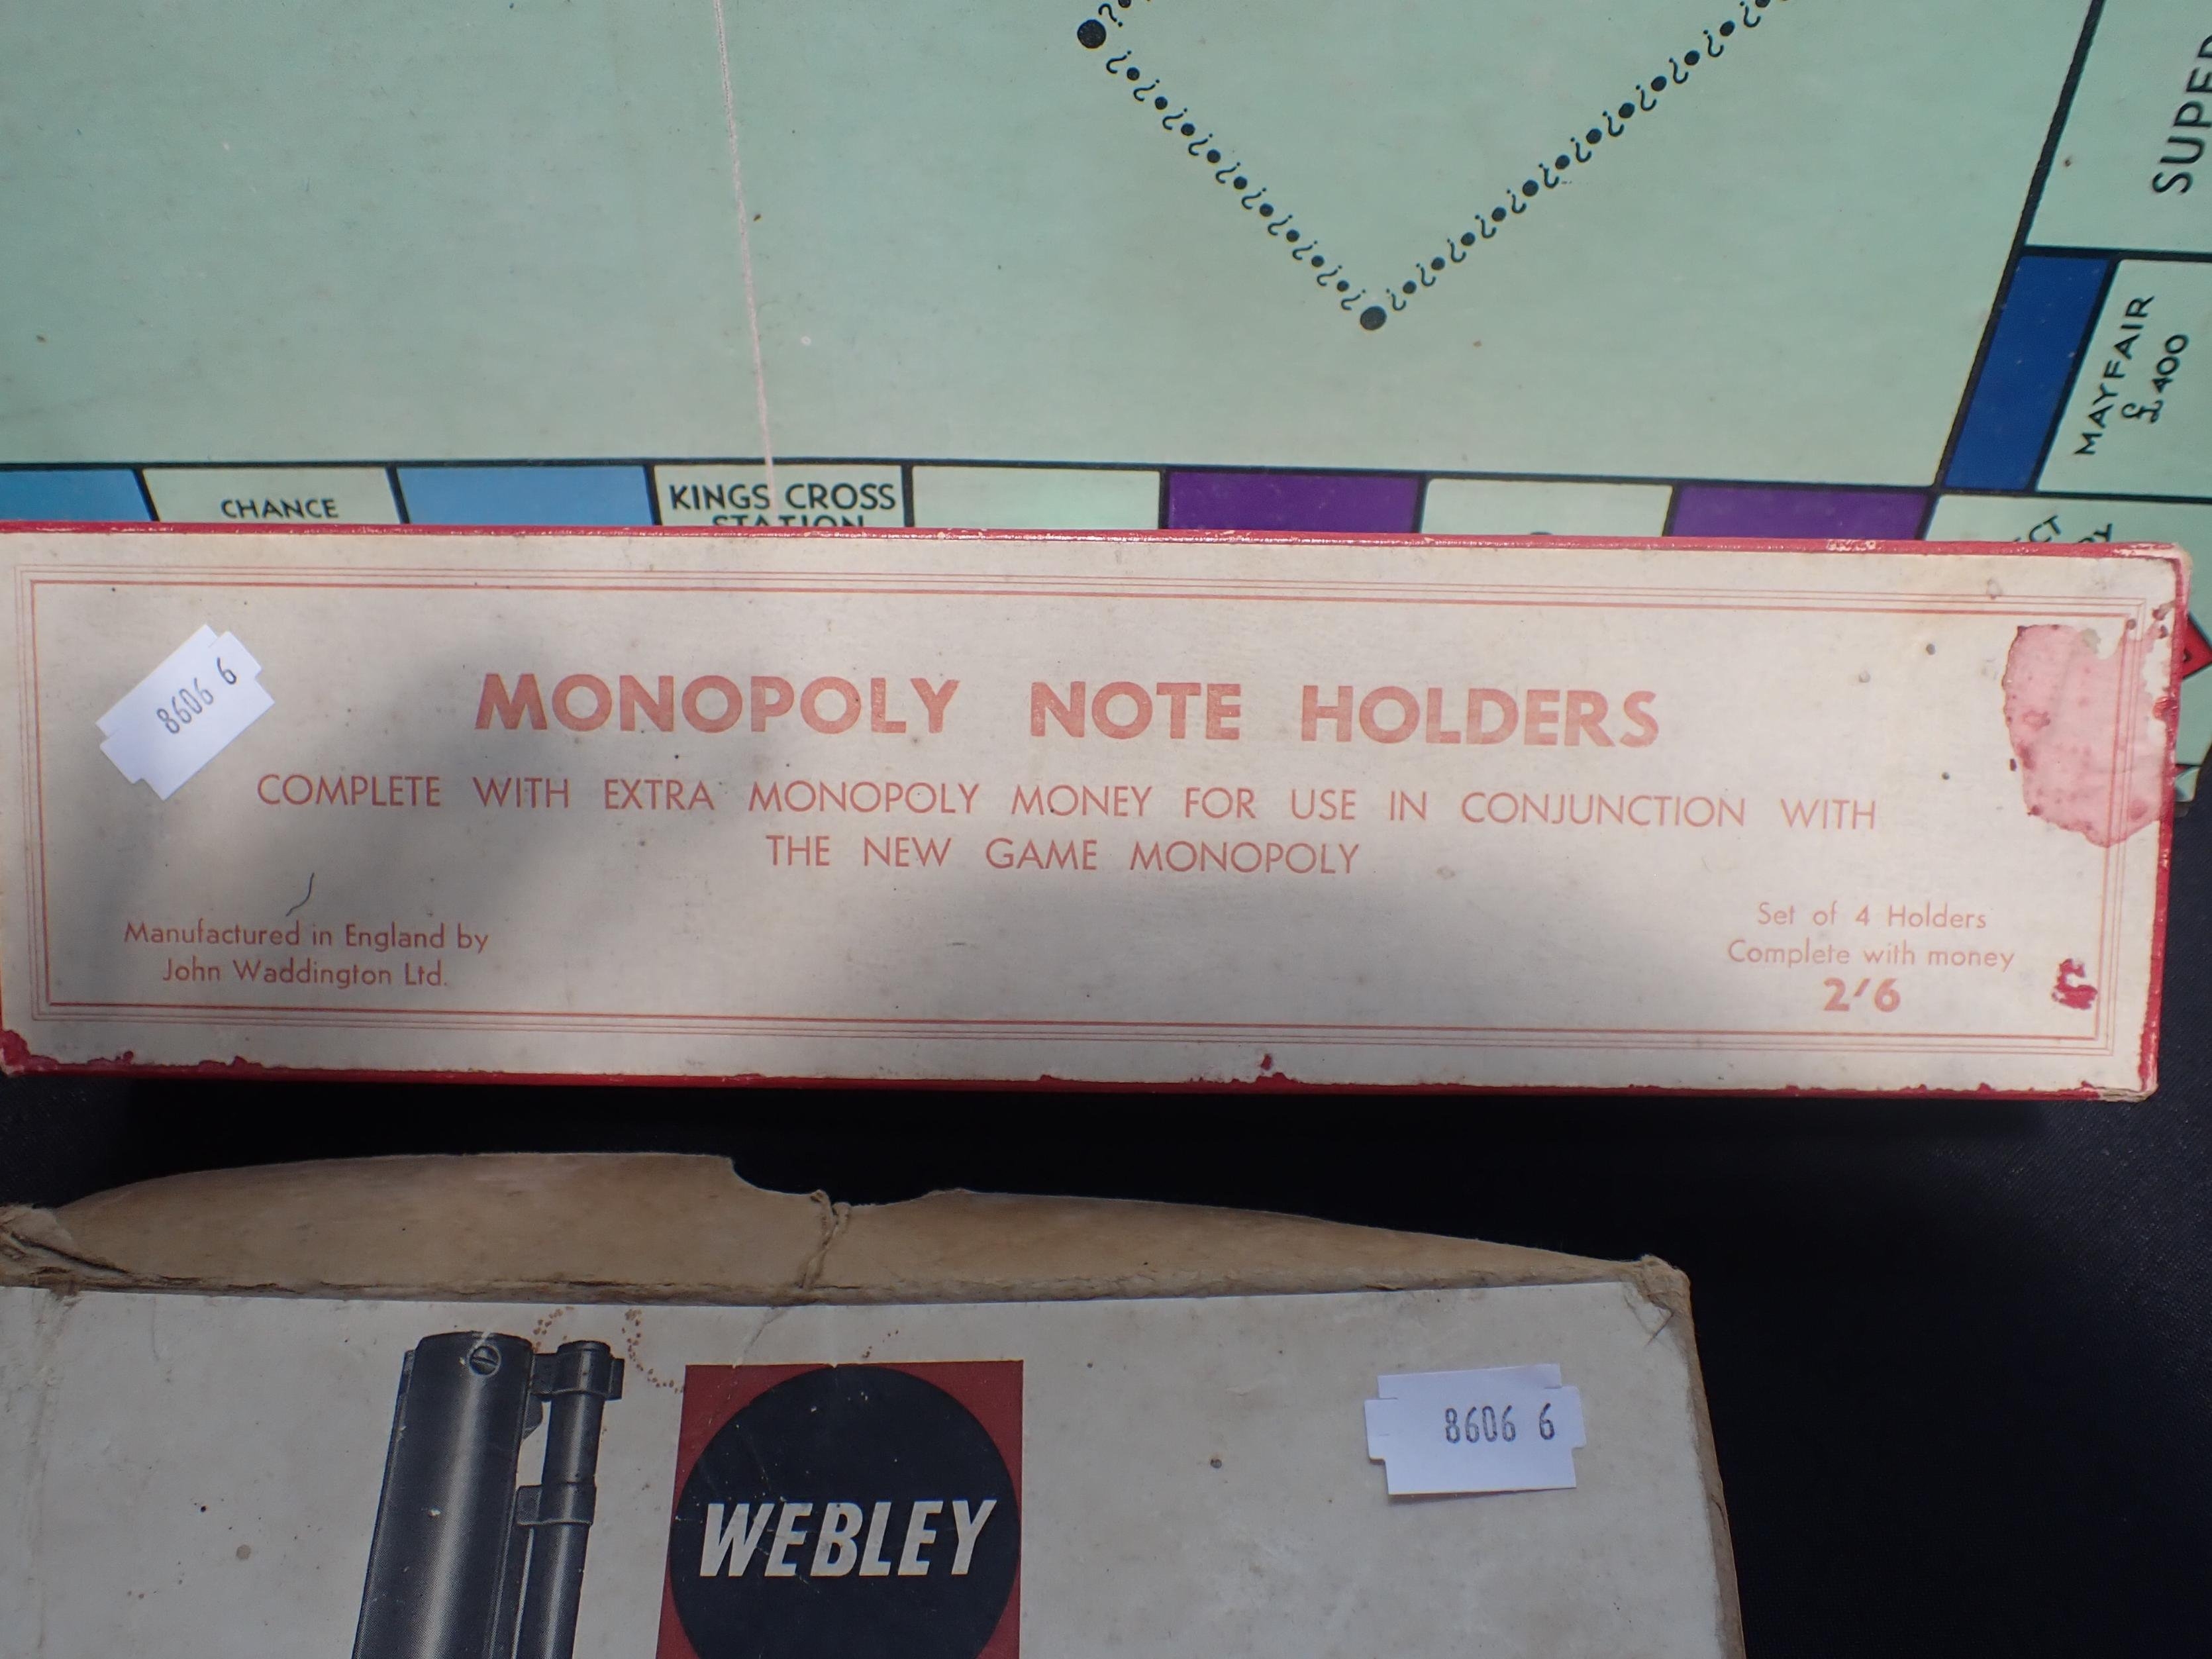 SUPER
MAYFAIR
£400
CHANCE
KINGS CROSS
STATION
8606 6
MONOPOLY NOTE HOLDERS
COMPLETE WITH EXTRA MONOPOLY MONEY FOR USE IN CONJUNCTION WITH
THE NEW GAME MONOPOLY
Manufactured in England by
John Waddington Ltd.
Set of 4 Holders
Complete with money
2/6
WEBLEY
8606 6